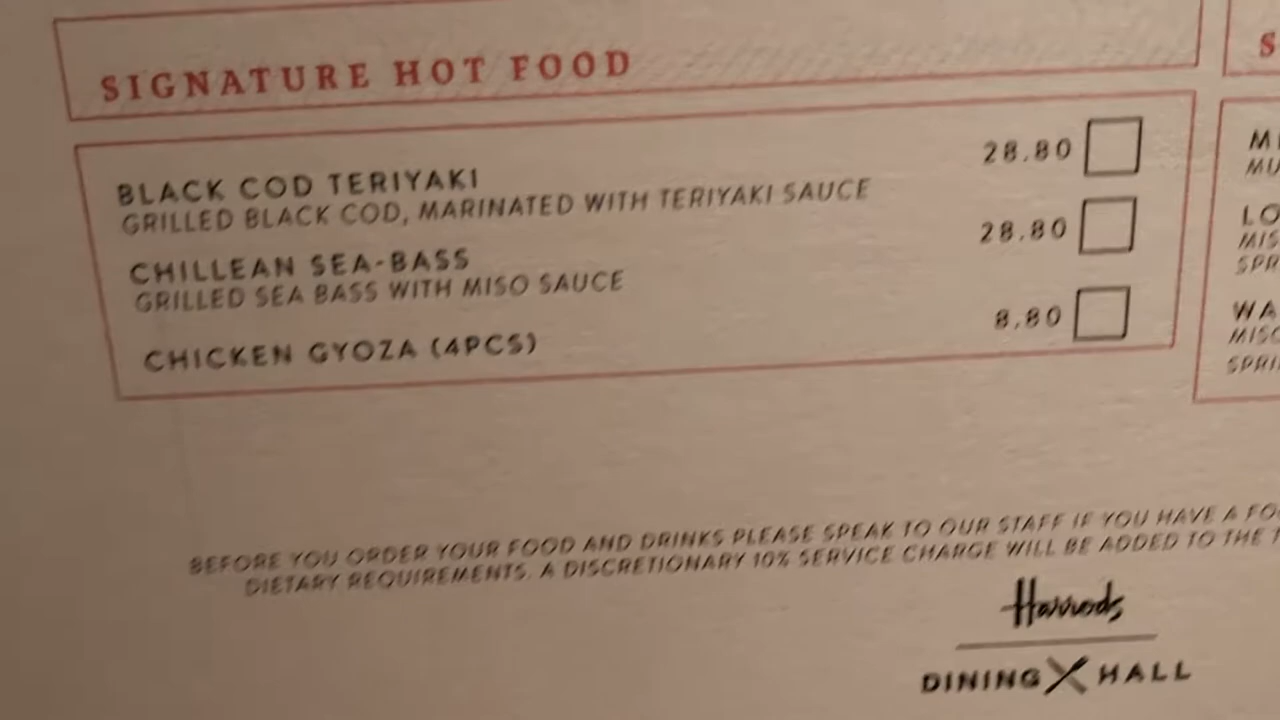 SIGNATURE HOT FOOD
BLACK COD TERIYAKI 28.80
GRILLED BLACK COD, MARINATED WITH TERIYAKI SAUCE
CHILLEAN SEA-BASS 28.80
GRILLED SEA BASS WITH MISO SAUCE
CHICKEN GYOZA (4PCS) 8.80
BEFORE YOU ORDER YOUR FOOD AND DRINKS PLEASE SPEAK TO OUR STAFF IF YOU HAVE A
DIETARY REQUIREMENTS. A DISCRETIONARY 10% SERVICE CHARGE WILL BE ADDED TO THE
Harrods
DINING HALL